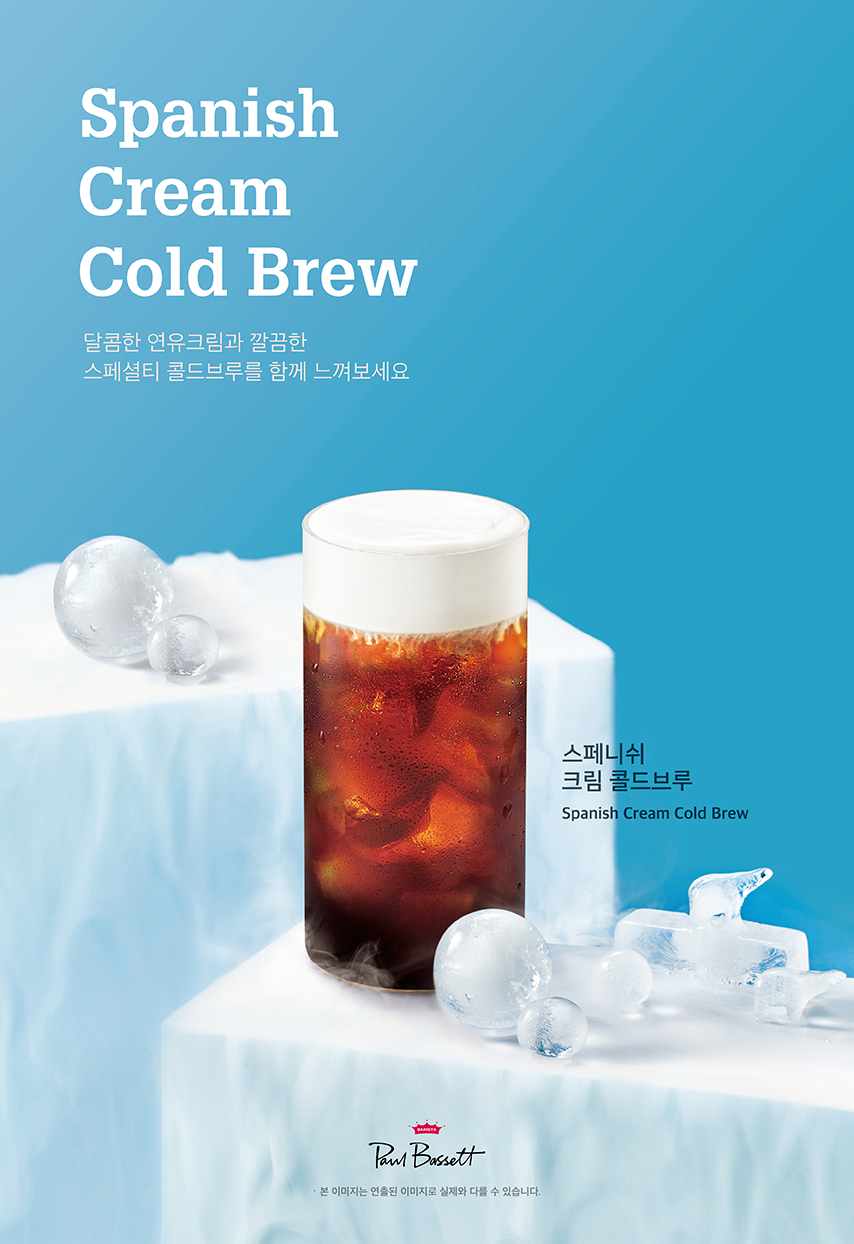 Spanish
Cream
Cold Brew
달콤한 연유크림과 깔끔한
스페셜티 콜드브루를 함께 느껴보세요
스페니쉬
크림 콜드브루
Spanish Cream Cold Brew
BARISTA
Paul Bassett
· 본 이미지는 연출된 이미지로 실제와 다를 수 있습니다.